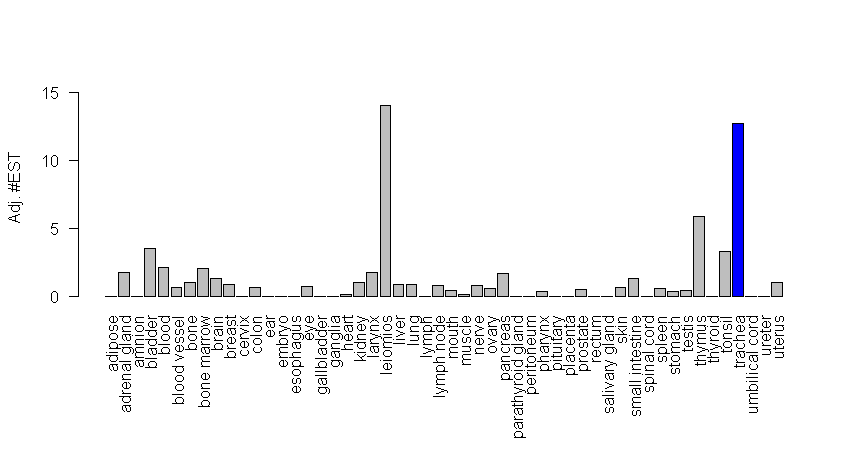 Adj. #EST
15
10
5
0
adipose
adrenal gland
amnion
bladder
blood
blood vessel
bone
bone marrow
brain
breast
cervix
colon
ear
embryo
esophagus
eye
gallbladder
ganglia
heart
kidney
larynx
leiomios
liver
lung
lymph
lymph node
mouth
muscle
nerve
ovary
pancreas
parathyroid gland
peritoneum
pharynx
pituitary
placenta
prostate
rectum
salivary gland
skin
small intestine
spinal cord
spleen
stomach
testis
thymus
thyroid
tonsil
trachea
umbilical cord
ureter
uterus